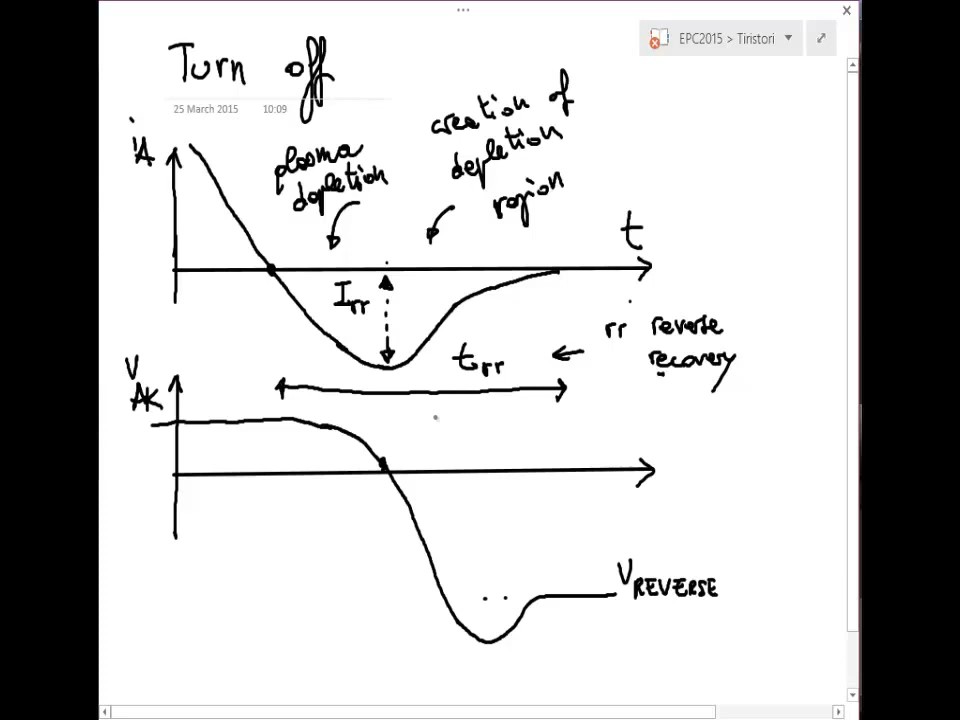 EPC2015 > Tiristori
Turn off
25 March 2015 10:09
iA
plasma
depletion
creation of
depletion
region
t
Irr
trr
rr reverse
recovery
VAK
VREVERSE